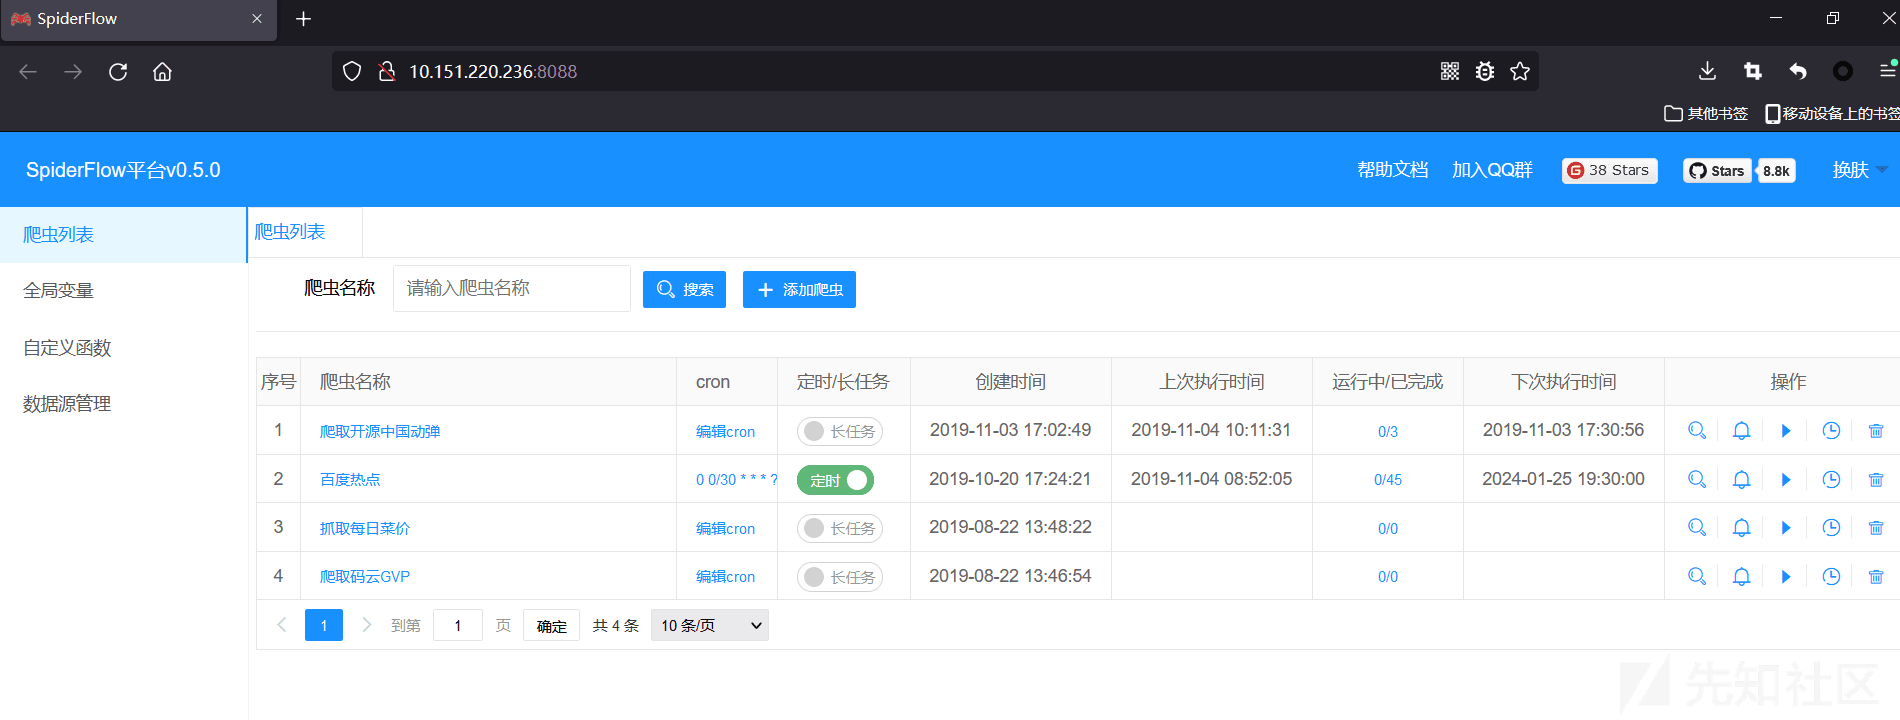 SpiderFlow
10.151.220.236:8088
其他书签 移动设备上的书签
SpiderFlow平台v0.5.0 帮助文档 加入QQ群 G 38 Stars Stars 8.8k 换肤
爬虫列表
全局变量
自定义函数
数据源管理
爬虫列表
爬虫名称 请输入爬虫名称 搜索 添加爬虫
序号 爬虫名称 cron 定时/长任务 创建时间 上次执行时间 运行中/已完成 下次执行时间 操作
1 爬取开源中国动弹 编辑cron 长任务 2019-11-03 17:02:49 2019-11-04 10:11:31 0/3 2019-11-03 17:30:56
2 百度热点 0 0/30 * * * ? 定时 2019-10-20 17:24:21 2019-11-04 08:52:05 0/45 2024-01-25 19:30:00
3 抓取每日菜价 编辑cron 长任务 2019-08-22 13:48:22 0/0
4 爬取码云GVP 编辑cron 长任务 2019-08-22 13:46:54 0/0
1 到第 1 页 确定 共 4 条 10 条/页
先知社区